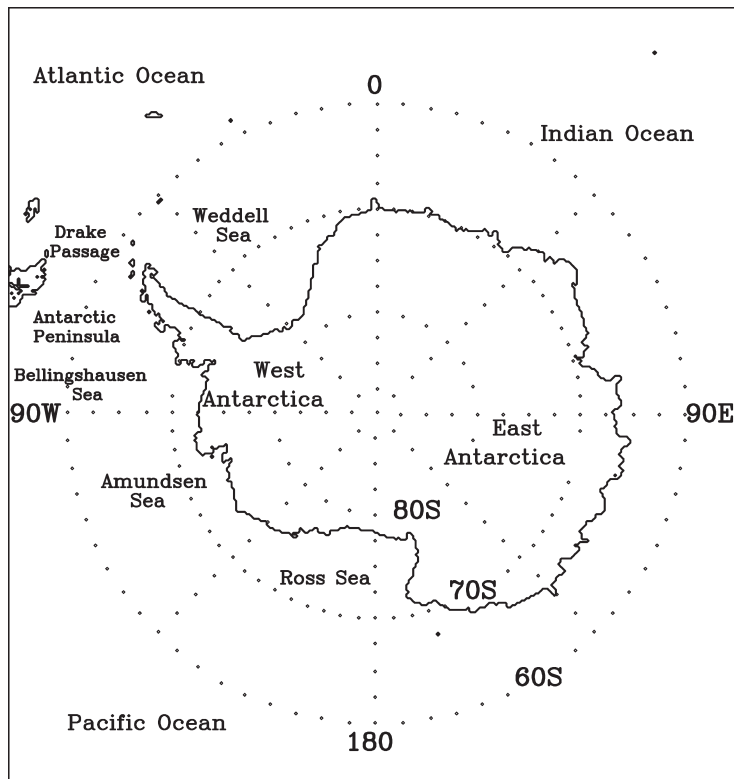 Atlantic Ocean
0
Indian Ocean
Weddell
Sea
Drake
Passage
Antarctic
Peninsula
Bellingshausen
Sea
West
Antarctica
90W
90E
East
Antarctica
Amundsen
Sea
80S
Ross Sea
70S
60S
Pacific Ocean
180